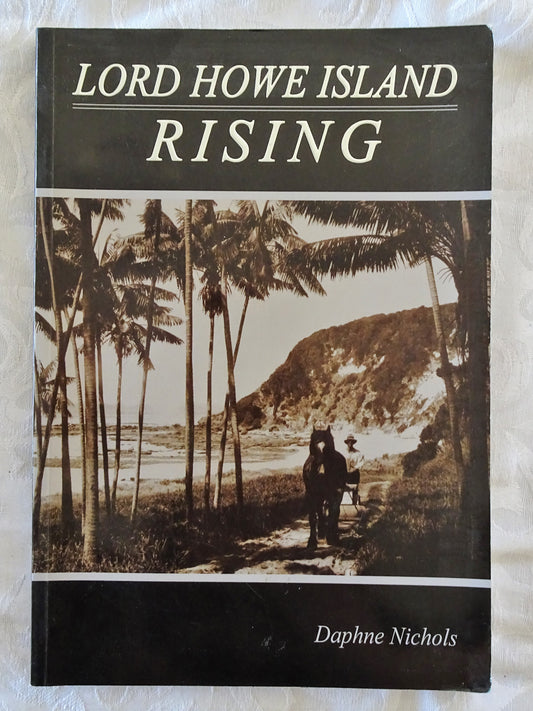 LORD HOWE ISLAND
RISING
Daphne Nichols